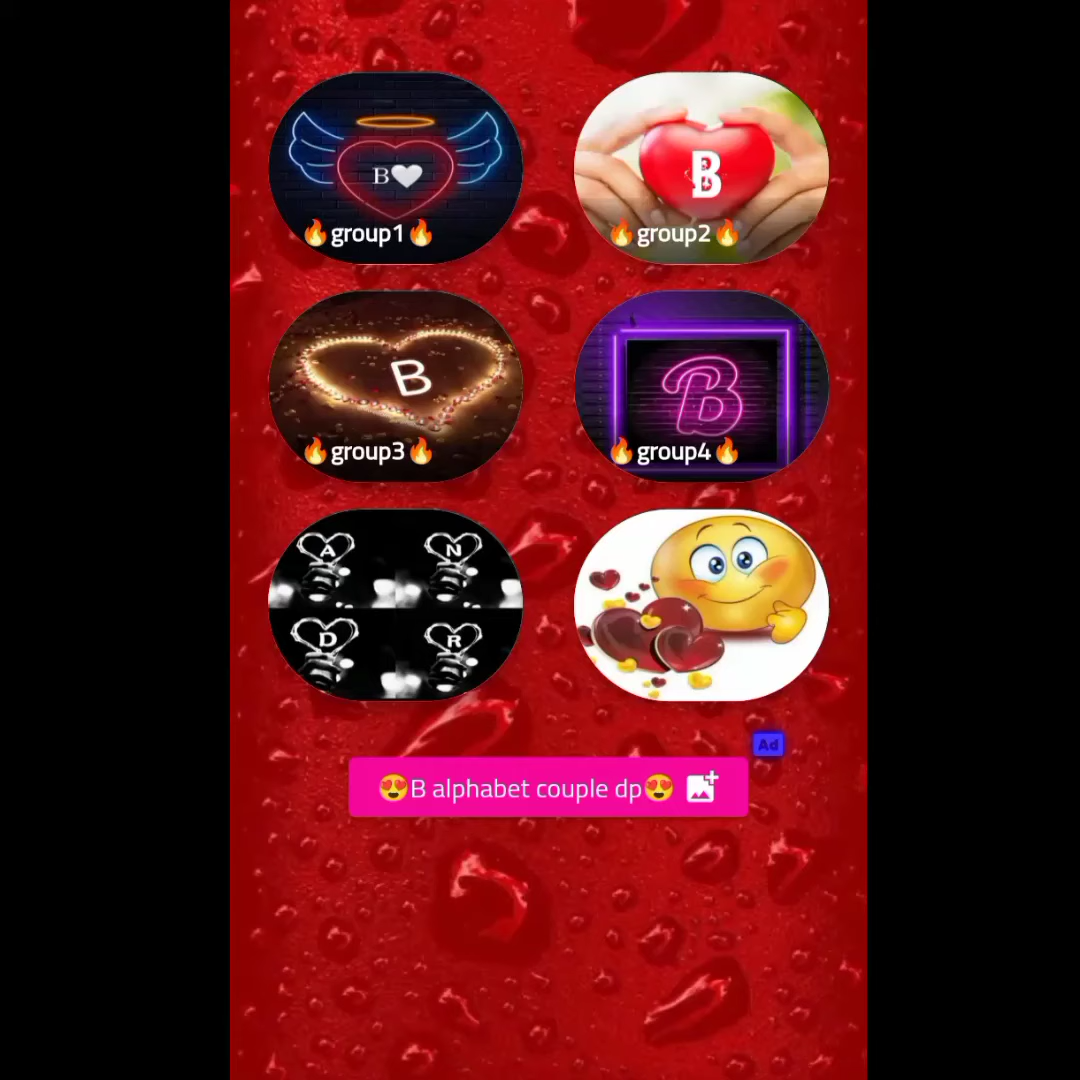 B🤍
B
🔥group1🔥
🔥group2🔥
B
B
🔥group3🔥
🔥group4🔥
A
N
D
R
Ad
😍B alphabet couple dp😍